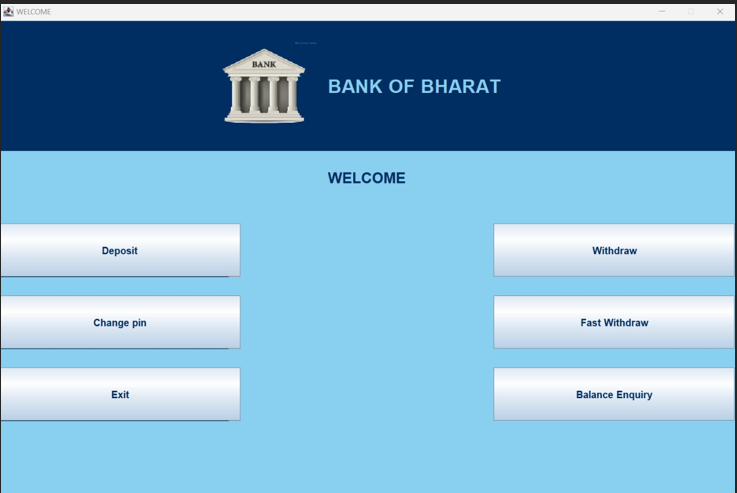 WELCOME
BANK
BANK OF BHARAT
WELCOME
Deposit
Withdraw
Change pin
Fast Withdraw
Exit
Balance Enquiry